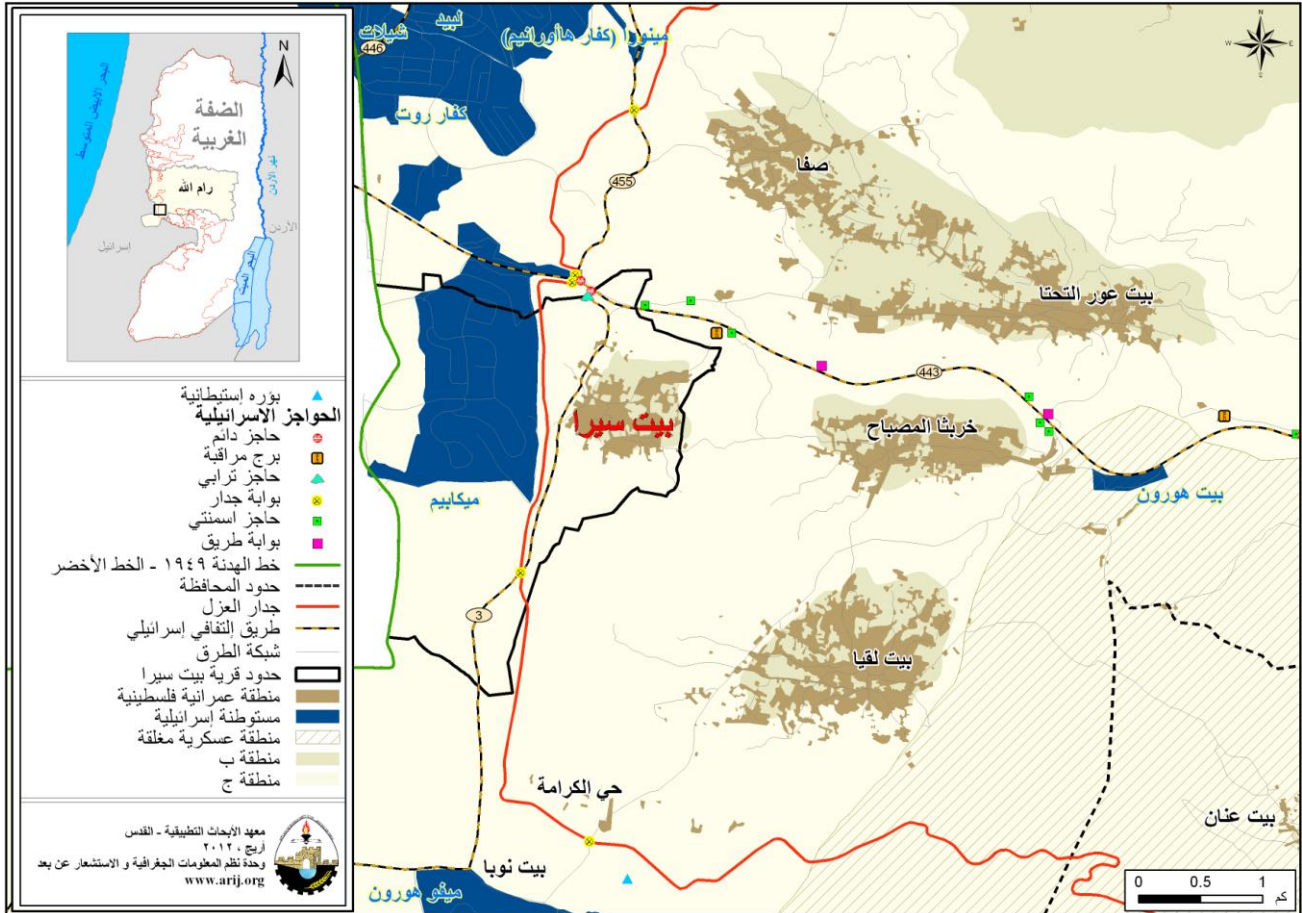 N
البحر الأبيض المتوسط
الضفة
الغربية
نهر الأردن
رام الله
الأردن
إسرائيل
البحر الميت
بؤره إستيطانية
الحواجز الاسرائيلية
حاجز دائم
برج مراقبة
حاجز ترابي
بوابة جدار
حاجز اسمنتي
بوابة طريق
خط الهدنة ١٩٤٩ - الخط الأخضر
حدود المحافظة
جدار العزل
طريق إلتفافي إسرائيلي
شبكة الطرق
حدود قرية بيت سيرا
منطقة عمرانية فلسطينية
مستوطنة إسرائيلية
منطقة عسكرية مغلقة
منطقة ب
منطقة ج
معهد الأبحاث التطبيقية - القدس
أريج ، ٢٠١٢
وحدة نظم المعلومات الجغرافية و الاستشعار عن بعد
www.arij.org
لبيد
شيلات
446
مينورا (كفار هاأورانيم)
N
W E
S
كفار روت
صفا
455
بيت عور التحتا
443
بيت سيرا
خربثا المصباح
ميكابيم
بيت هورون
3
بيت لقيا
حي الكرامة
بيت عنان
بيت نوبا
ميفو هورون
0 0.5 1
كم